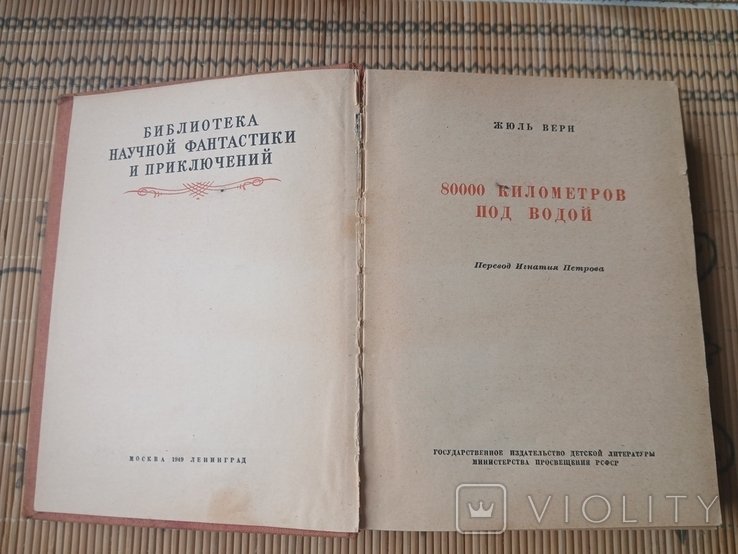 БИБЛИОТЕКА
НАУЧНОЙ ФАНТАСТИКИ
И ПРИКЛЮЧЕНИЙ
МОСКВА 1949 ЛЕНИНГРАД
ЖЮЛЬ ВЕРН
80000 КИЛОМЕТРОВ
ПОД ВОДОЙ
Перевод Игнатия Петрова
ГОСУДАРСТВЕННОЕ ИЗДАТЕЛЬСТВО ДЕТСКОЙ ЛИТЕРАТУРЫ
МИНИСТЕРСТВА ПРОСВЕЩЕНИЯ РСФСР
VIOLITY